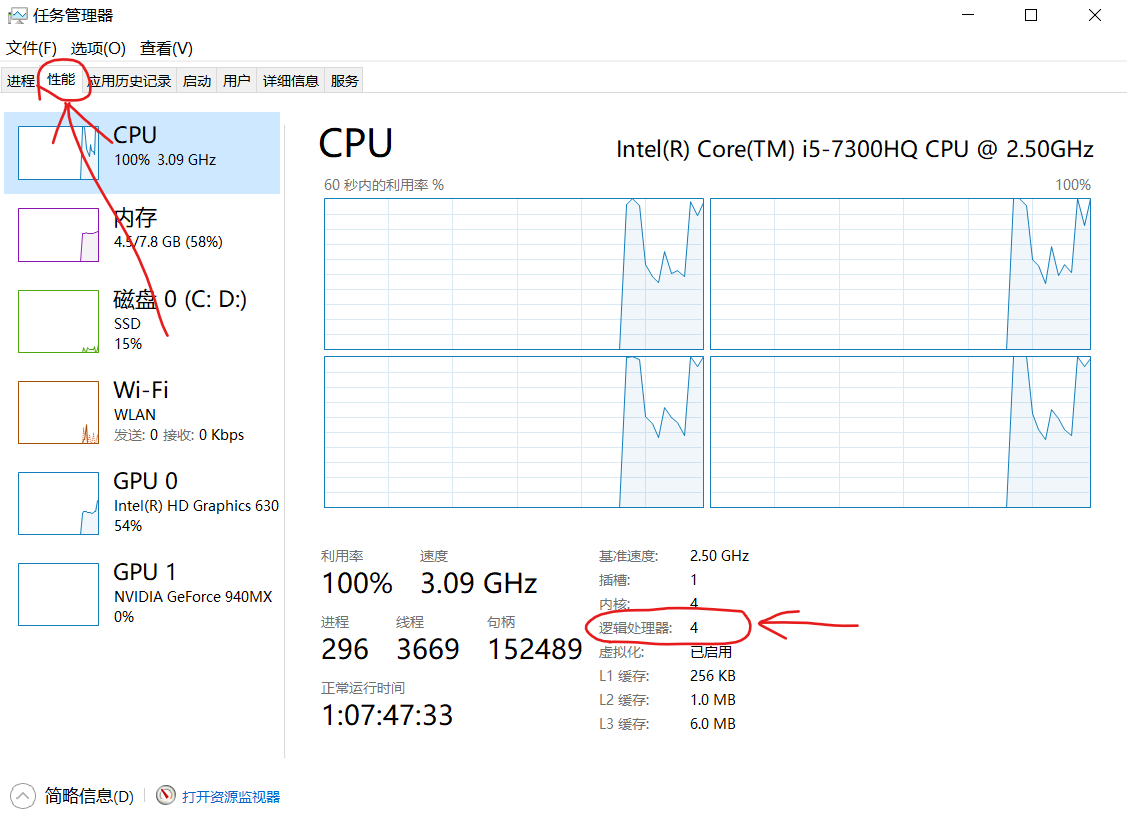 任务管理器
文件(F) 选项(O) 查看(V)
进程 性能 应用历史记录 启动 用户 详细信息 服务
CPU
100% 3.09 GHz
内存
4.5/7.8 GB (58%)
磁盘 0 (C: D:)
SSD
15%
Wi-Fi
WLAN
发送: 0 接收: 0 Kbps
GPU 0
Intel(R) HD Graphics 630
54%
GPU 1
NVIDIA GeForce 940MX
0%
CPU
Intel(R) Core(TM) i5-7300HQ CPU @ 2.50GHz
60 秒内的利用率 % 100%
利用率 速度
100% 3.09 GHz
进程 线程 句柄
296 3669 152489
正常运行时间
1:07:47:33
基准速度: 2.50 GHz
插槽: 1
内核: 4
逻辑处理器: 4
虚拟化: 已启用
L1 缓存: 256 KB
L2 缓存: 1.0 MB
L3 缓存: 6.0 MB
简略信息(D) 打开资源监视器